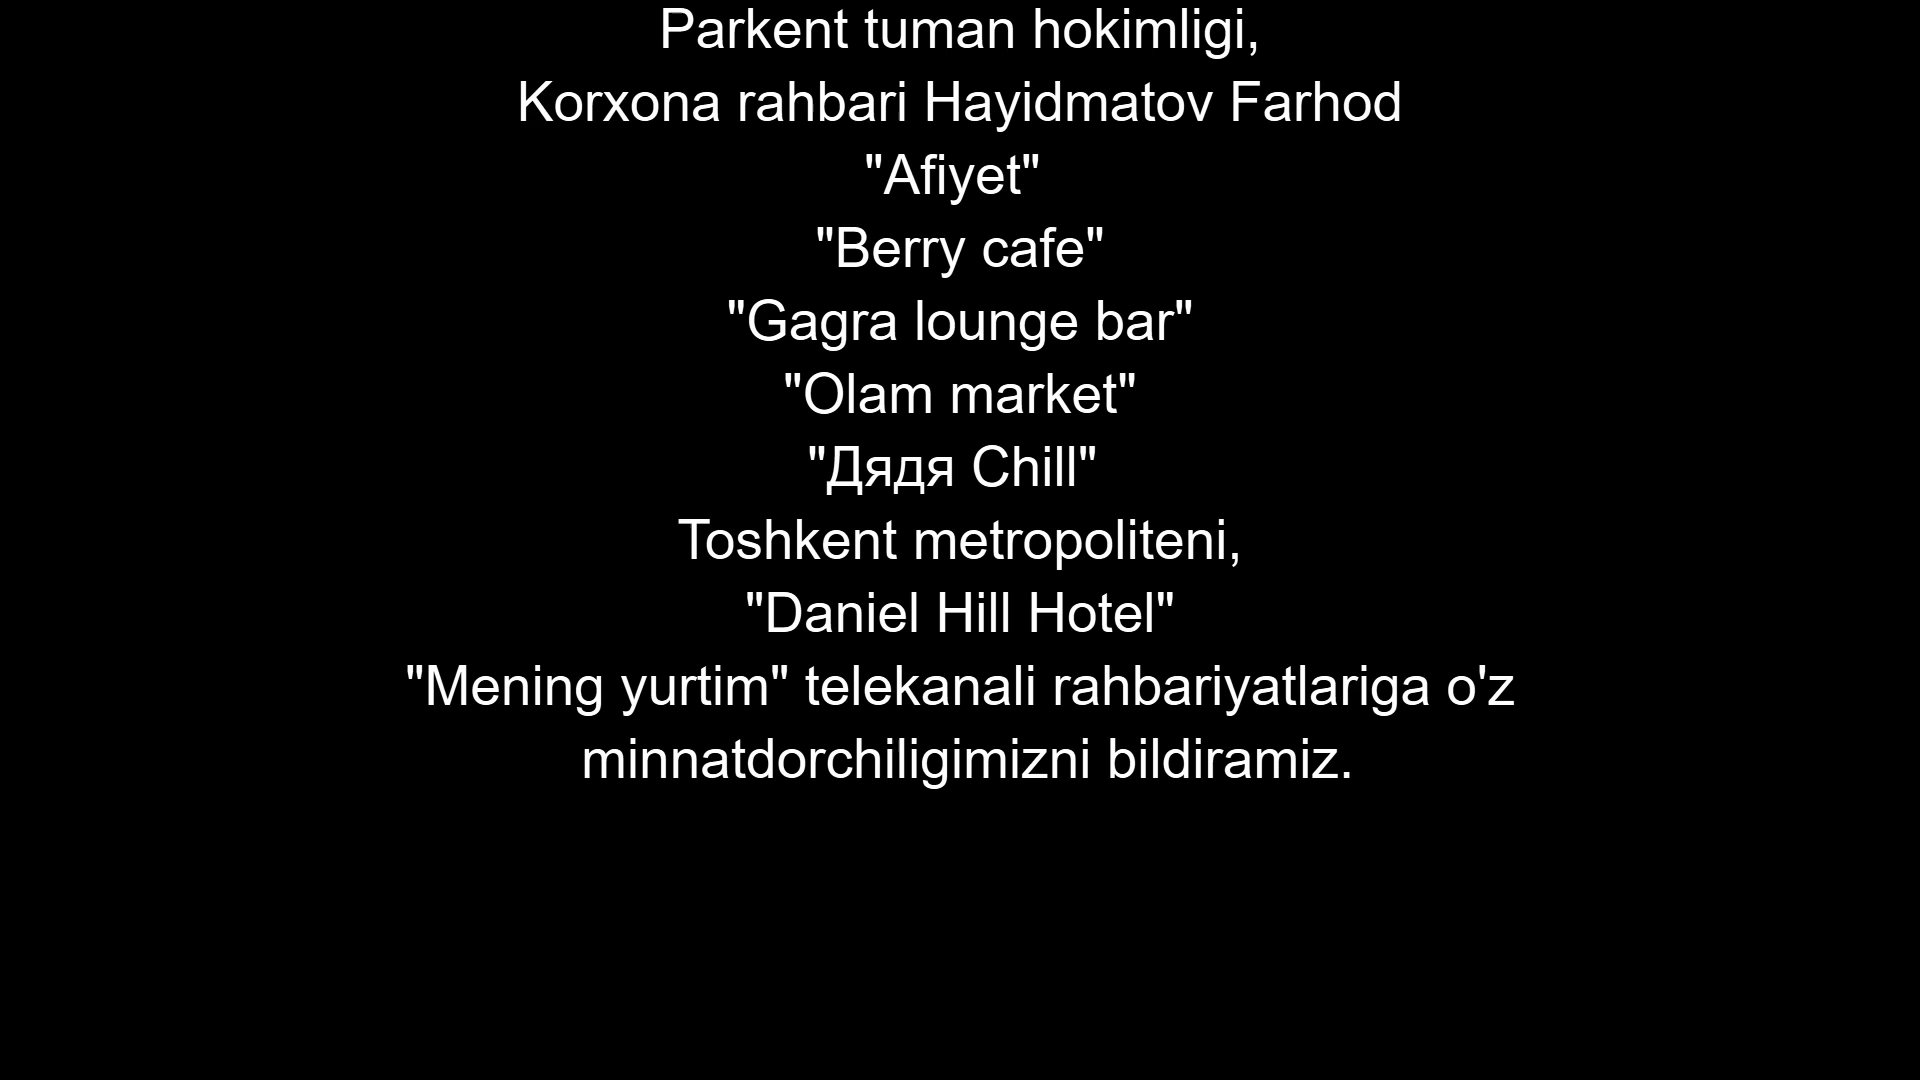 Parkent tuman hokimligi,
Korxona rahbari Hayidmatov Farhod
"Afiyet"
"Berry cafe"
"Gagra lounge bar"
"Olam market"
"Дядя Chill"
Toshkent metropoliteni,
"Daniel Hill Hotel"
"Mening yurtim" telekanali rahbariyatlariga o'z
minnatdorchiligimizni bildiramiz.